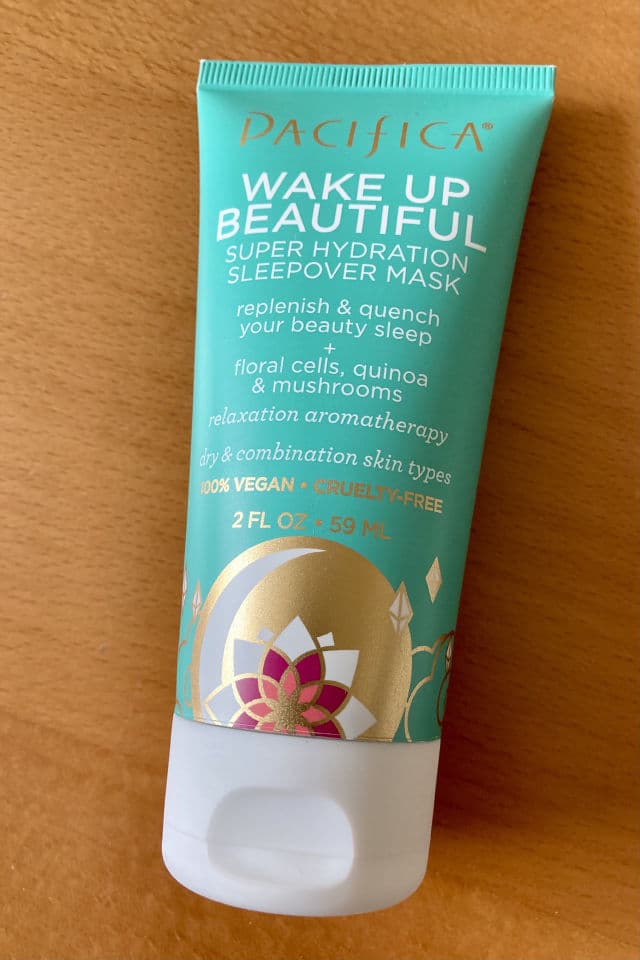 PACIFICA®
WAKE UP
BEAUTIFUL
SUPER HYDRATION
SLEEPOVER MASK
replenish & quench
your beauty sleep
+
floral cells, quinoa
& mushrooms
relaxation aromatherapy
dry & combination skin types
100% VEGAN • CRUELTY-FREE
2 FL OZ • 59 ML